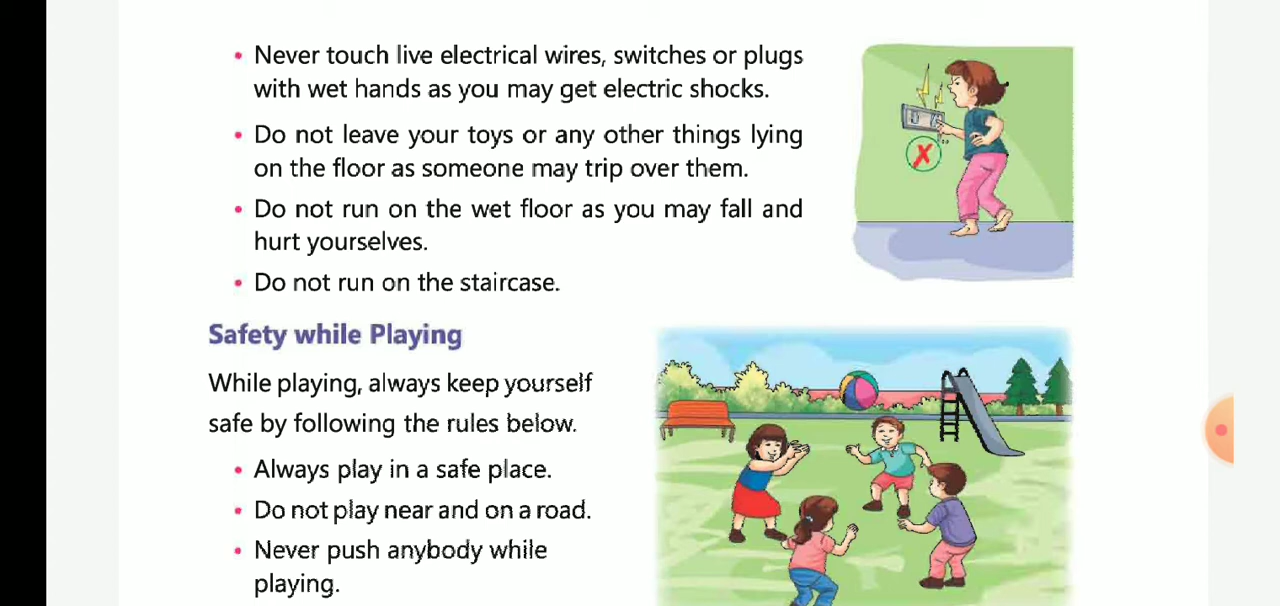 • Never touch live electrical wires, switches or plugs
with wet hands as you may get electric shocks.
• Do not leave your toys or any other things lying
on the floor as someone may trip over them.
• Do not run on the wet floor as you may fall and
hurt yourselves.
• Do not run on the staircase.
Safety while Playing
While playing, always keep yourself
safe by following the rules below.
• Always play in a safe place.
• Do not play near and on a road.
• Never push anybody while
playing.